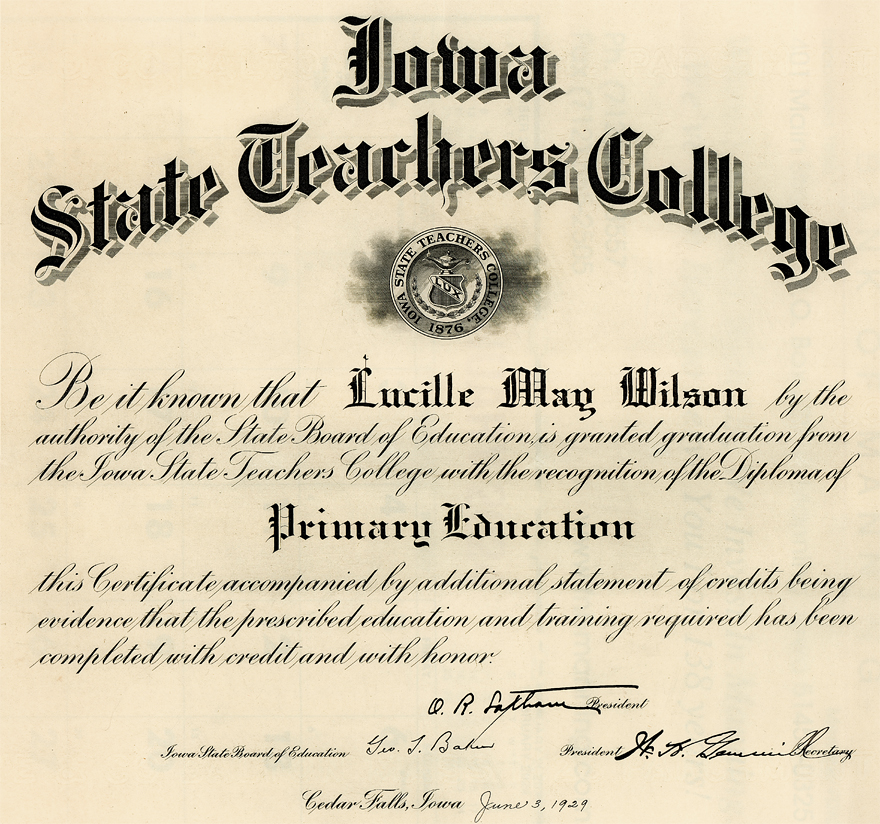 Iowa
State Teachers College
IOWA STATE TEACHERS COLLEGE,
LUX
1876
Be it known that Lucille May Wilson by the
authority of the State Board of Education, is granted graduation from
the Iowa State Teachers College with the recognition of the Diploma of
Primary Education
this Certificate accompanied by additional statement of credits being
evidence that the prescribed education and training required has been
completed with credit and with honor.
O. R. Latham President
Iowa State Board of Education Geo. T. Baker President W. H. Gemmill Secretary
Cedar Falls, Iowa June 3, 1929